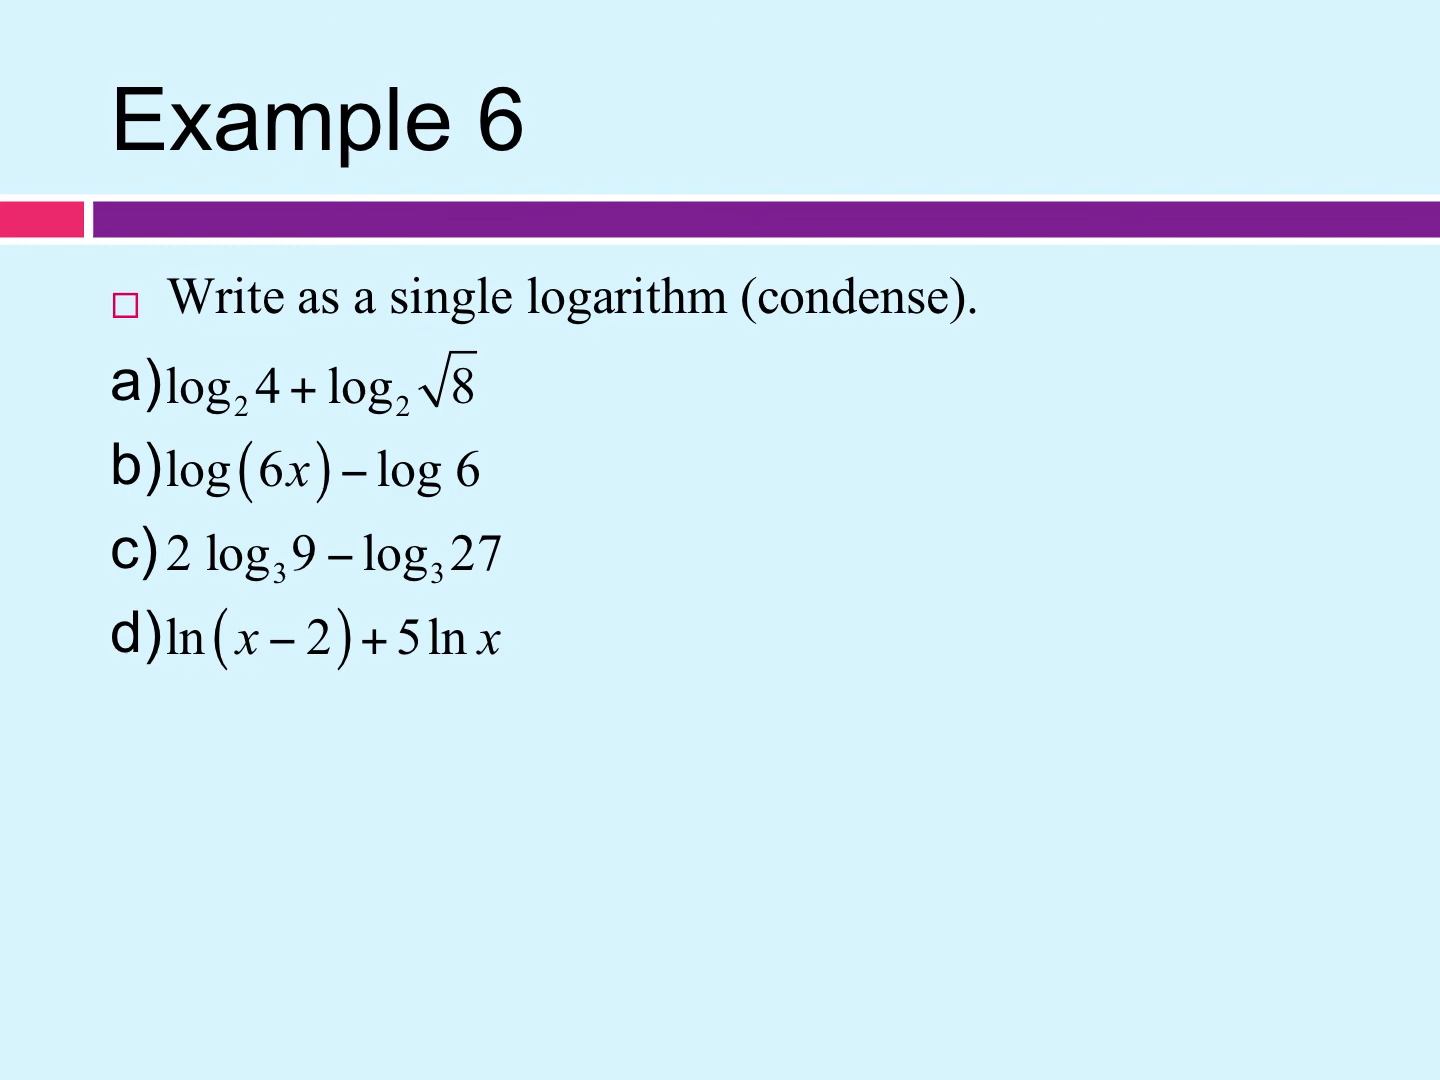 Example 6
Write as a single logarithm (condense).
a) log₂ 4 + log₂ √8
b) log(6x) − log 6
c) 2 log₃ 9 − log₃ 27
d) ln(x − 2) + 5 ln x